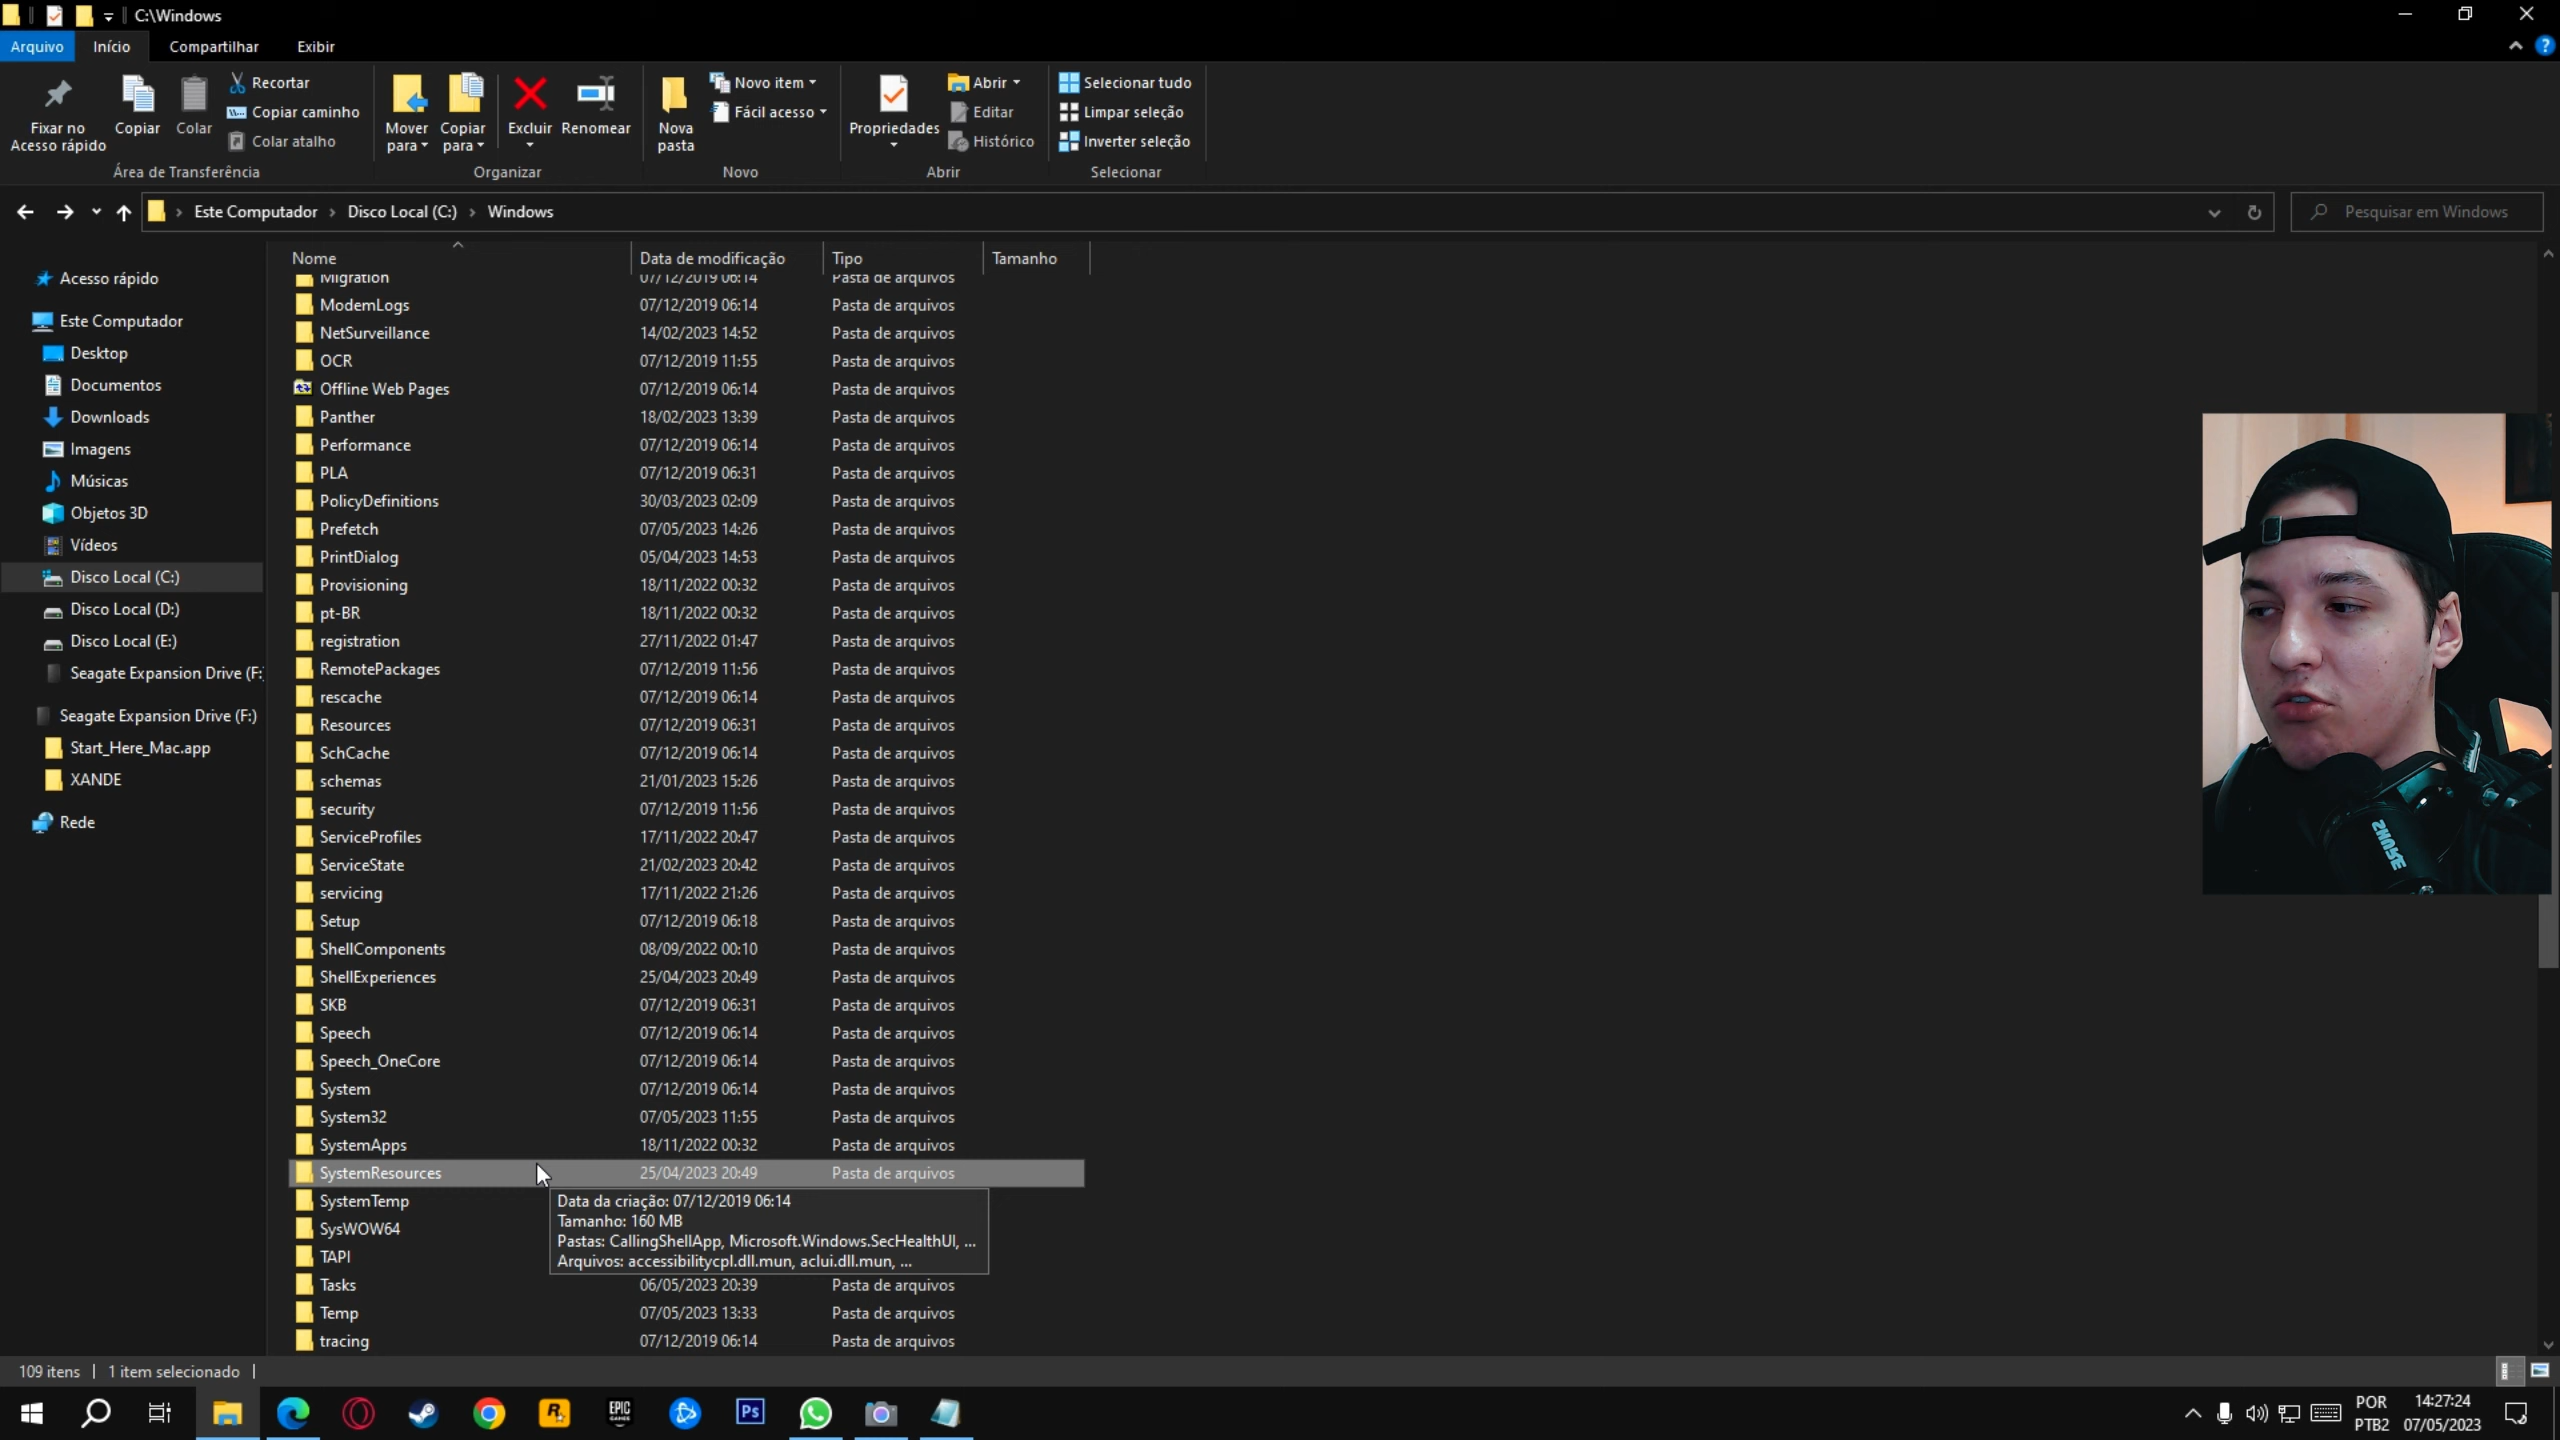 C:\Windows
Arquivo Início Compartilhar Exibir
Fixar no Acesso rápido
Copiar
Colar
Recortar
Copiar caminho
Colar atalho
Área de Transferência
Mover para
Copiar para
Excluir
Renomear
Organizar
Nova pasta
Novo item
Fácil acesso
Novo
Propriedades
Abrir
Editar
Histórico
Abrir
Selecionar tudo
Limpar seleção
Inverter seleção
Selecionar
Este Computador › Disco Local (C:) › Windows
Pesquisar em Windows
Acesso rápido
Este Computador
Desktop
Documentos
Downloads
Imagens
Músicas
Objetos 3D
Vídeos
Disco Local (C:)
Disco Local (D:)
Disco Local (E:)
Seagate Expansion Drive (F:
Seagate Expansion Drive (F:)
Start_Here_Mac.app
XANDE
Rede
Nome Data de modificação Tipo Tamanho
Migration 07/12/2019 06:14 Pasta de arquivos
ModemLogs 07/12/2019 06:14 Pasta de arquivos
NetSurveillance 14/02/2023 14:52 Pasta de arquivos
OCR 07/12/2019 11:55 Pasta de arquivos
Offline Web Pages 07/12/2019 06:14 Pasta de arquivos
Panther 18/02/2023 13:39 Pasta de arquivos
Performance 07/12/2019 06:14 Pasta de arquivos
PLA 07/12/2019 06:31 Pasta de arquivos
PolicyDefinitions 30/03/2023 02:09 Pasta de arquivos
Prefetch 07/05/2023 14:26 Pasta de arquivos
PrintDialog 05/04/2023 14:53 Pasta de arquivos
Provisioning 18/11/2022 00:32 Pasta de arquivos
pt-BR 18/11/2022 00:32 Pasta de arquivos
registration 27/11/2022 01:47 Pasta de arquivos
RemotePackages 07/12/2019 11:56 Pasta de arquivos
rescache 07/12/2019 06:14 Pasta de arquivos
Resources 07/12/2019 06:31 Pasta de arquivos
SchCache 07/12/2019 06:14 Pasta de arquivos
schemas 21/01/2023 15:26 Pasta de arquivos
security 07/12/2019 11:56 Pasta de arquivos
ServiceProfiles 17/11/2022 20:47 Pasta de arquivos
ServiceState 21/02/2023 20:42 Pasta de arquivos
servicing 17/11/2022 21:26 Pasta de arquivos
Setup 07/12/2019 06:18 Pasta de arquivos
ShellComponents 08/09/2022 00:10 Pasta de arquivos
ShellExperiences 25/04/2023 20:49 Pasta de arquivos
SKB 07/12/2019 06:31 Pasta de arquivos
Speech 07/12/2019 06:14 Pasta de arquivos
Speech_OneCore 07/12/2019 06:14 Pasta de arquivos
System 07/12/2019 06:14 Pasta de arquivos
System32 07/05/2023 11:55 Pasta de arquivos
SystemApps 18/11/2022 00:32 Pasta de arquivos
SystemResources 25/04/2023 20:49 Pasta de arquivos
SystemTemp
SysWOW64
TAPI
Data da criação: 07/12/2019 06:14
Tamanho: 160 MB
Pastas: CallingShellApp, Microsoft.Windows.SecHealthUI, ...
Arquivos: accessibilitycpl.dll.mun, aclui.dll.mun, ...
Tasks 06/05/2023 20:39 Pasta de arquivos
Temp 07/05/2023 13:33 Pasta de arquivos
tracing 07/12/2019 06:14 Pasta de arquivos
SHURE
109 itens 1 item selecionado
EPIC GAMES
Ps
POR
PTB2
14:27:24
07/05/2023